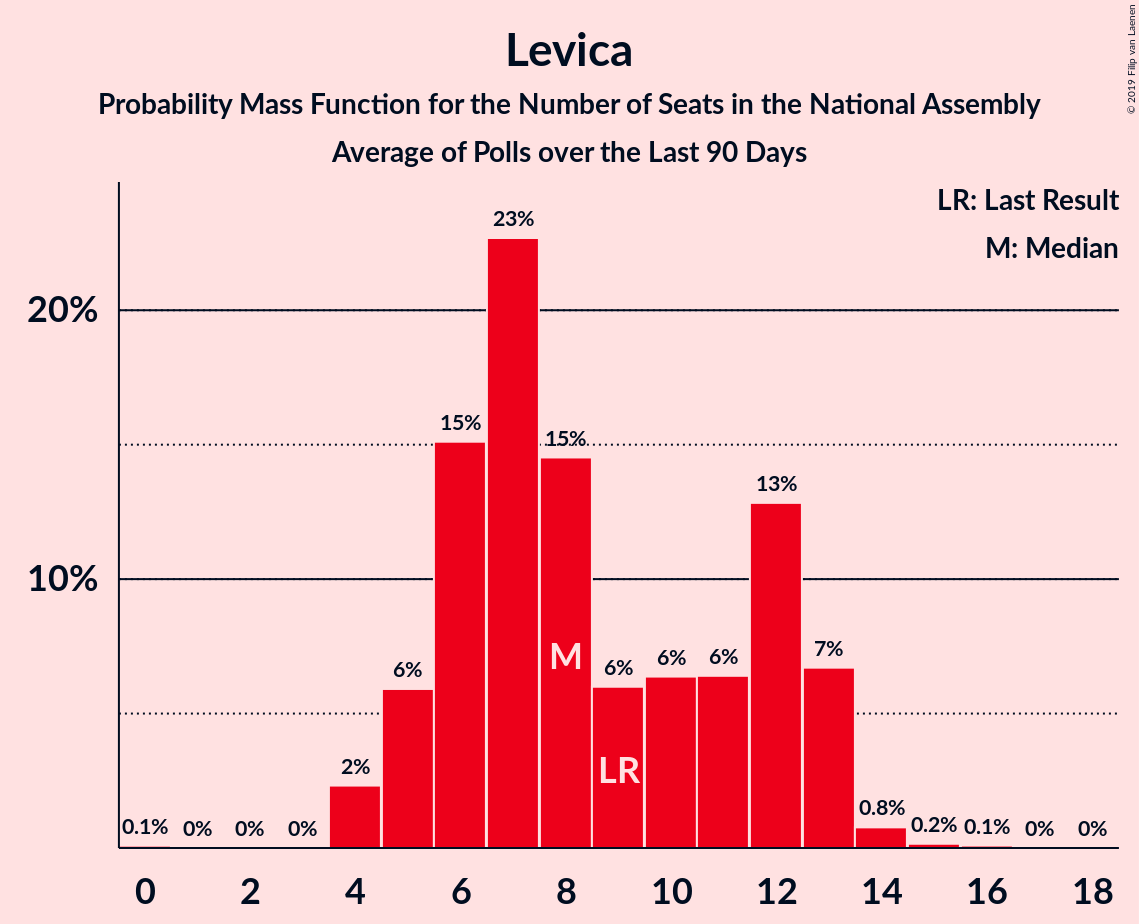 Levica
Probability Mass Function for the Number of Seats in the National Assembly
Average of Polls over the Last 90 Days
© 2019 Filip van Laenen
LR: Last Result
M: Median
20%
10%
0.1%
0%
0%
0%
2%
6%
15%
23%
15%
6%
6%
6%
13%
7%
0.8%
0.2%
0.1%
0%
0%
M
LR
0 2 4 6 8 10 12 14 16 18